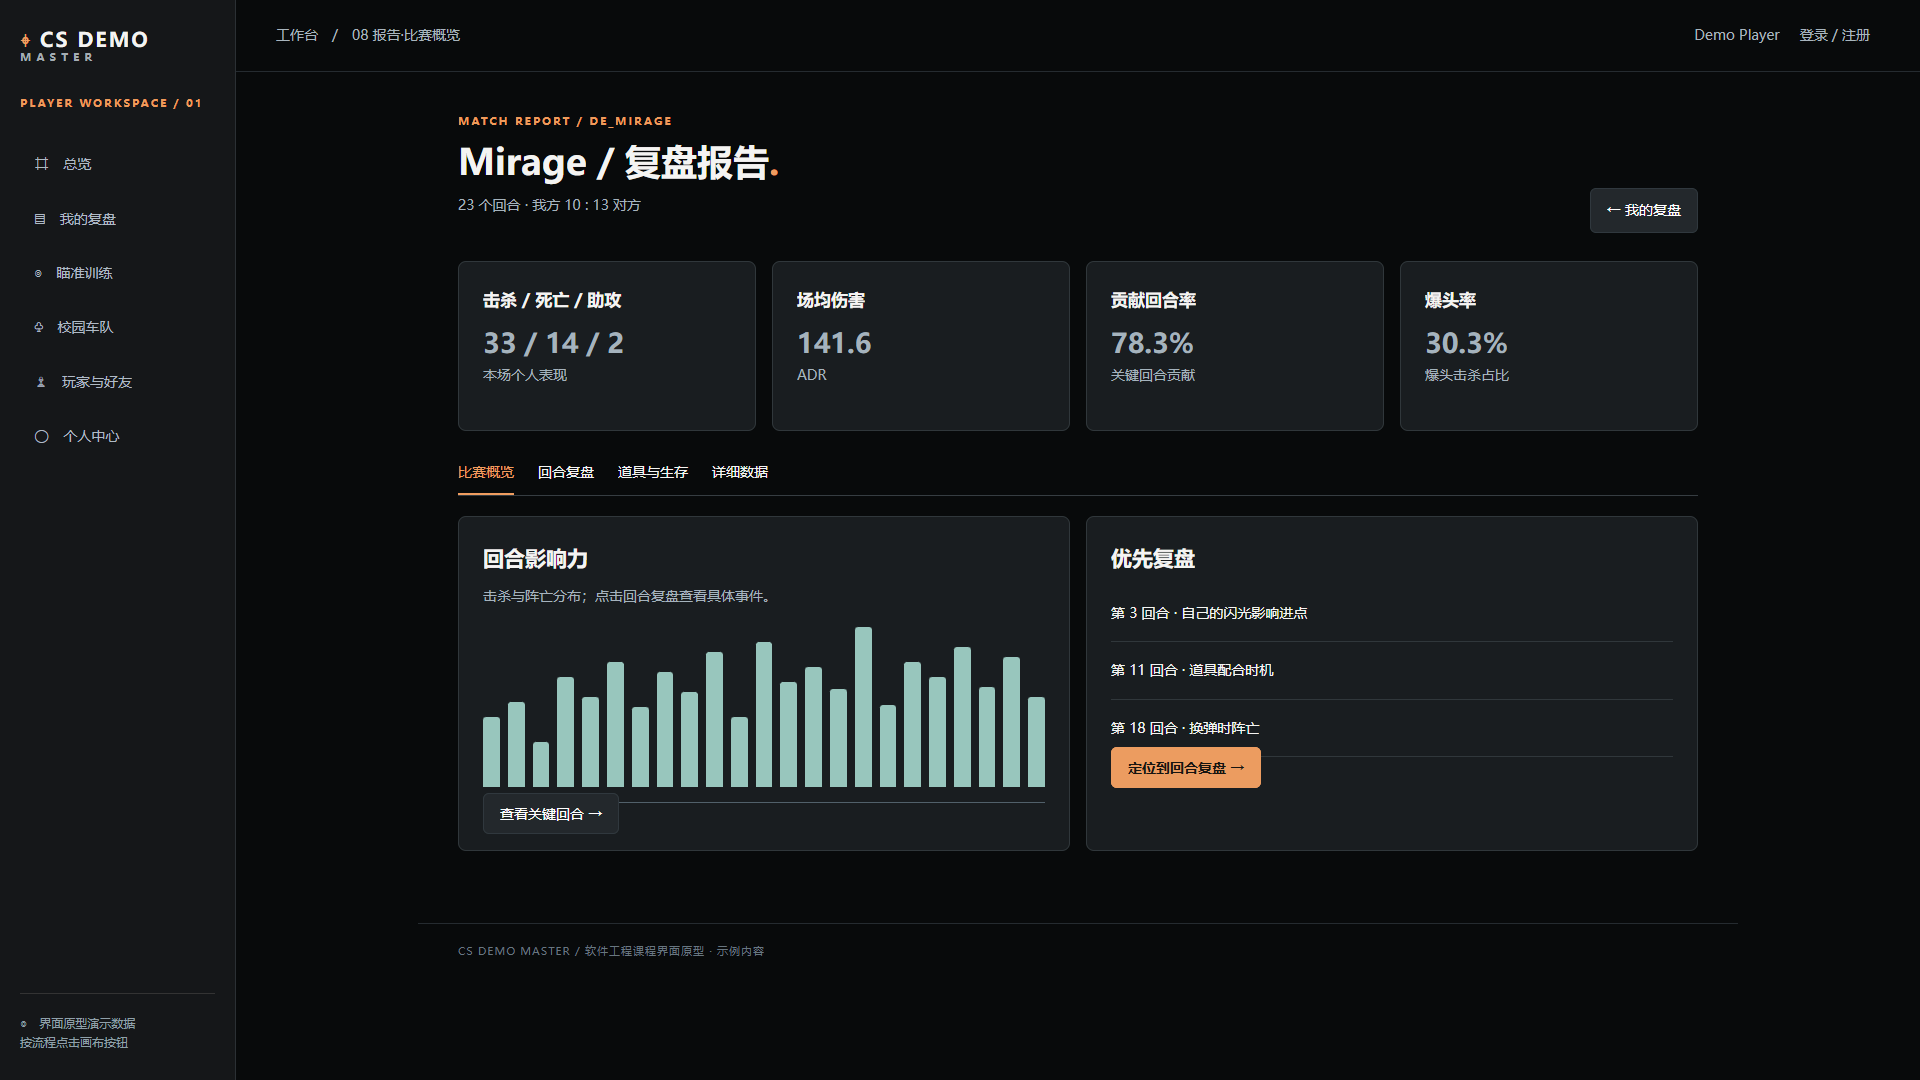 CS DEMO
MASTER
PLAYER WORKSPACE / 01
总览
我的复盘
瞄准训练
校园车队
玩家与好友
个人中心
界面原型演示数据
按流程点击画布按钮
工作台 / 08 报告·比赛概览
Demo Player 登录 / 注册
MATCH REPORT / DE_MIRAGE
Mirage / 复盘报告.
23 个回合 · 我方 10 : 13 对方
← 我的复盘
击杀 / 死亡 / 助攻
33 / 14 / 2
本场个人表现
场均伤害
141.6
ADR
贡献回合率
78.3%
关键回合贡献
爆头率
30.3%
爆头击杀占比
比赛概览 回合复盘 道具与生存 详细数据
回合影响力
击杀与阵亡分布；点击回合复盘查看具体事件。
查看关键回合 →
优先复盘
第 3 回合 · 自己的闪光影响进点
第 11 回合 · 道具配合时机
第 18 回合 · 换弹时阵亡
定位到回合复盘 →
CS DEMO MASTER / 软件工程课程界面原型 · 示例内容